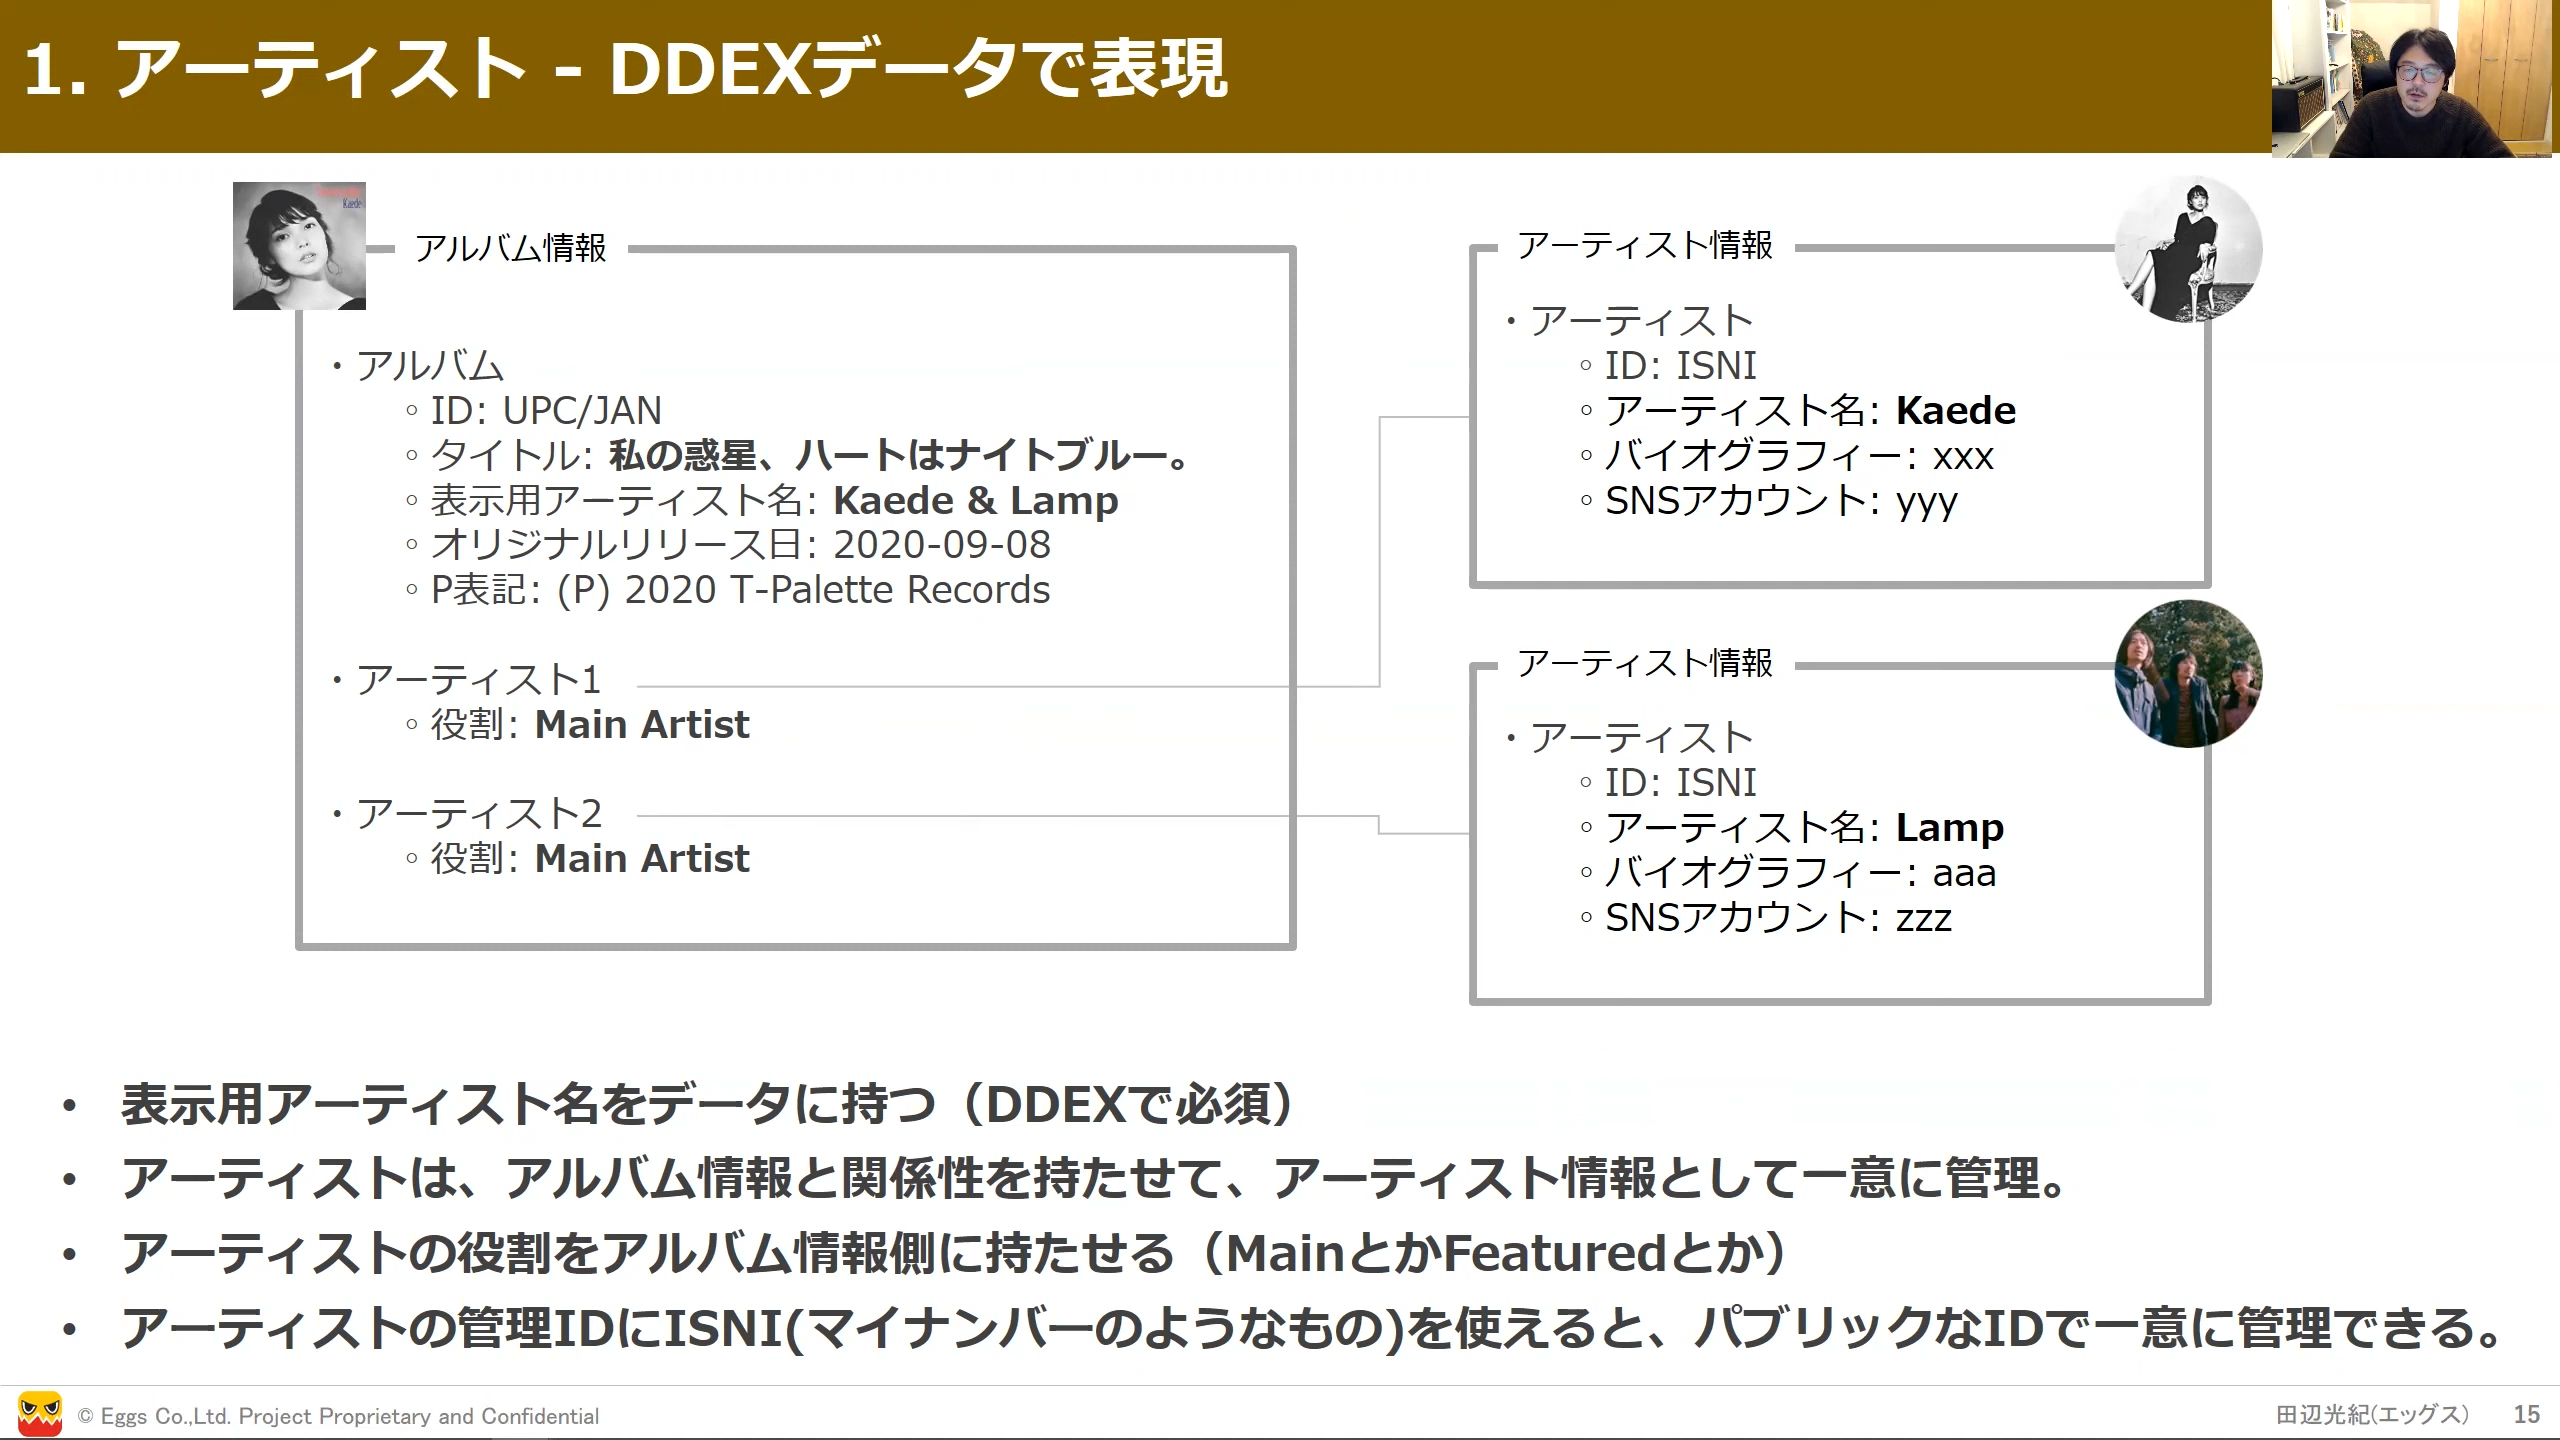 1. アーティスト - DDEXデータで表現
Kaede
アルバム情報
・アルバム
◦ ID: UPC/JAN
◦ タイトル: 私の惑星、ハートはナイトブルー。
◦ 表示用アーティスト名: Kaede & Lamp
◦ オリジナルリリース日: 2020-09-08
◦ P表記: (P) 2020 T-Palette Records
・アーティスト1
◦ 役割: Main Artist
・アーティスト2
◦ 役割: Main Artist
アーティスト情報
・アーティスト
◦ ID: ISNI
◦ アーティスト名: Kaede
◦ バイオグラフィー: xxx
◦ SNSアカウント: yyy
アーティスト情報
・アーティスト
◦ ID: ISNI
◦ アーティスト名: Lamp
◦ バイオグラフィー: aaa
◦ SNSアカウント: zzz
• 表示用アーティスト名をデータに持つ（DDEXで必須）
• アーティストは、アルバム情報と関係性を持たせて、アーティスト情報として一意に管理。
• アーティストの役割をアルバム情報側に持たせる（MainとかFeaturedとか）
• アーティストの管理IDにISNI(マイナンバーのようなもの)を使えると、パブリックなIDで一意に管理できる。
© Eggs Co.,Ltd. Project Proprietary and Confidential
田辺光紀(エッグス) 15